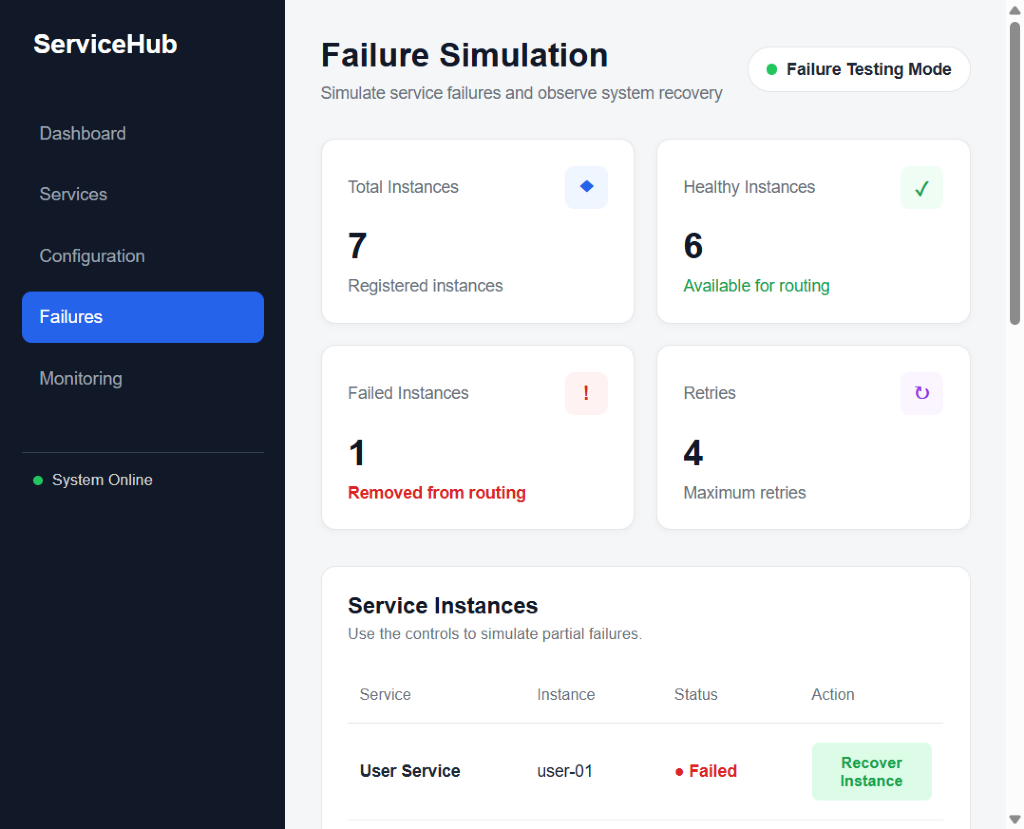 ServiceHub
Dashboard
Services
Configuration
Failures
Monitoring
System Online
Failure Simulation
Simulate service failures and observe system recovery
Failure Testing Mode
Total Instances
7
Registered instances
Healthy Instances
6
Available for routing
Failed Instances
!
1
Removed from routing
Retries
4
Maximum retries
Service Instances
Use the controls to simulate partial failures.
Service Instance Status Action
User Service user-01 Failed Recover
Instance